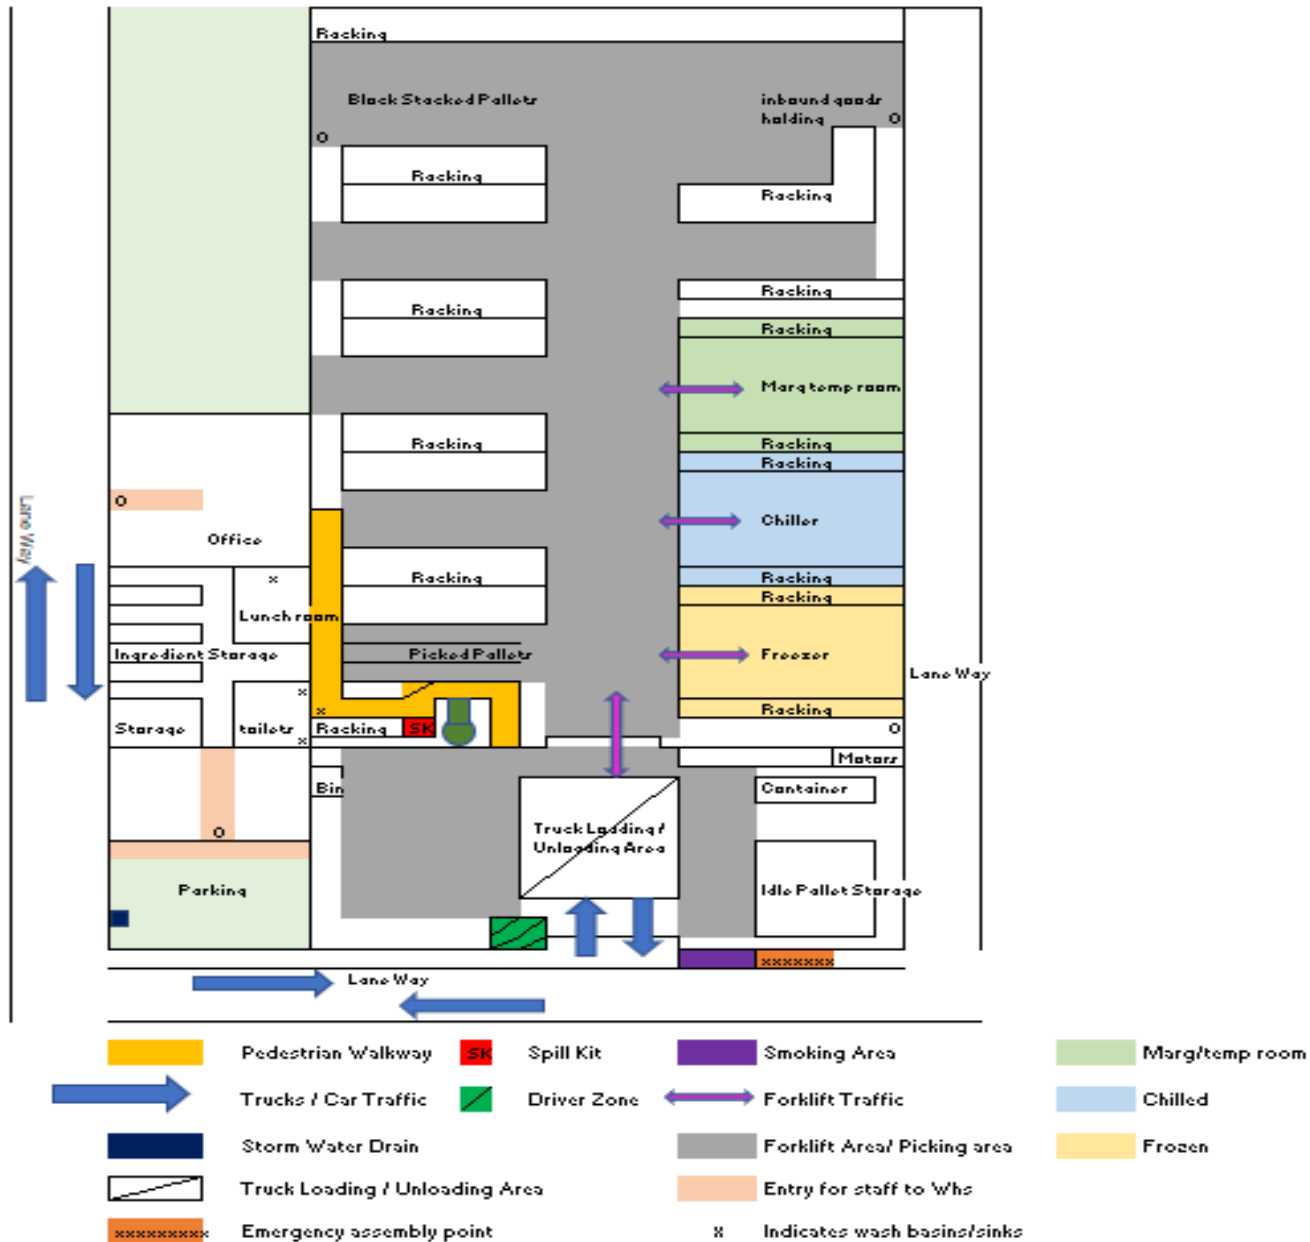 Racking
Block Stacked Pallets
inbound goods
holding
O
O
Racking
Racking
Racking
Racking
Racking
Marg temp room
Racking
Racking
Racking
O
Lane Way
Chiller
Office
Racking
x
Racking
Racking
Lunch room
Ingredient Storage
Picked Pallets
Freezer
Lane Way
x
x
Racking
Storage
toilets
Racking
SK
O
x
Motors
Bin
Container
O
Truck Loading /
Unloading Area
Parking
Idle Pallet Storage
xxxxxxx
Lane Way
Pedestrian Walkway
SK
Spill Kit
Smoking Area
Marg/temp room
Trucks / Car Traffic
Driver Zone
Forklift Traffic
Chilled
Storm Water Drain
Forklift Area/ Picking area
Frozen
Truck Loading / Unloading Area
Entry for staff to Whs
xxxxxxxxx
Emergency assembly point
x
Indicates wash basins/sinks